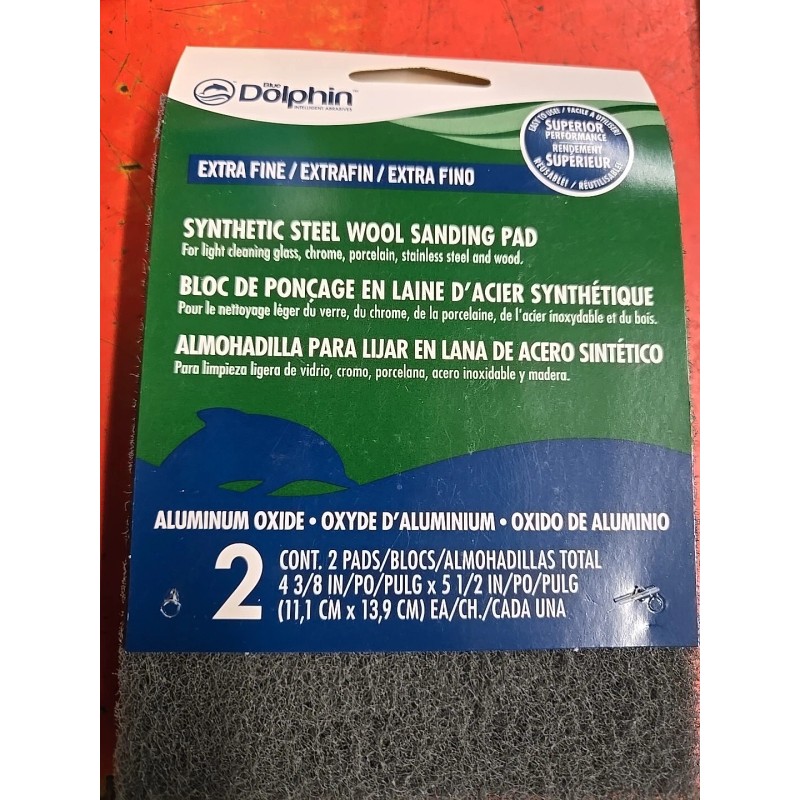 Blue
Dolphin™
INTELLIGENT ABRASIVES
EASY TO USE! / FACILE À UTILISER!
SUPERIOR
PERFORMANCE
RENDEMENT
SUPÉRIEUR
REUSABLE! / RÉUTILISABLE!
EXTRA FINE / EXTRAFIN / EXTRA FINO
SYNTHETIC STEEL WOOL SANDING PAD
For light cleaning glass, chrome, porcelain, stainless steel and wood.
BLOC DE PONÇAGE EN LAINE D'ACIER SYNTHÉTIQUE
Pour le nettoyage léger du verre, du chrome, de la porcelaine, de l'acier inoxydable et du bois.
ALMOHADILLA PARA LIJAR EN LANA DE ACERO SINTÉTICO
Para limpieza ligera de vidrio, cromo, porcelana, acero inoxidable y madera.
ALUMINUM OXIDE • OXYDE D'ALUMINIUM • OXIDO DE ALUMINIO
2
CONT. 2 PADS/BLOCS/ALMOHADILLAS TOTAL
4 3/8 IN/PO/PULG x 5 1/2 IN/PO/PULG
(11,1 CM x 13,9 CM) EA/CH./CADA UNA